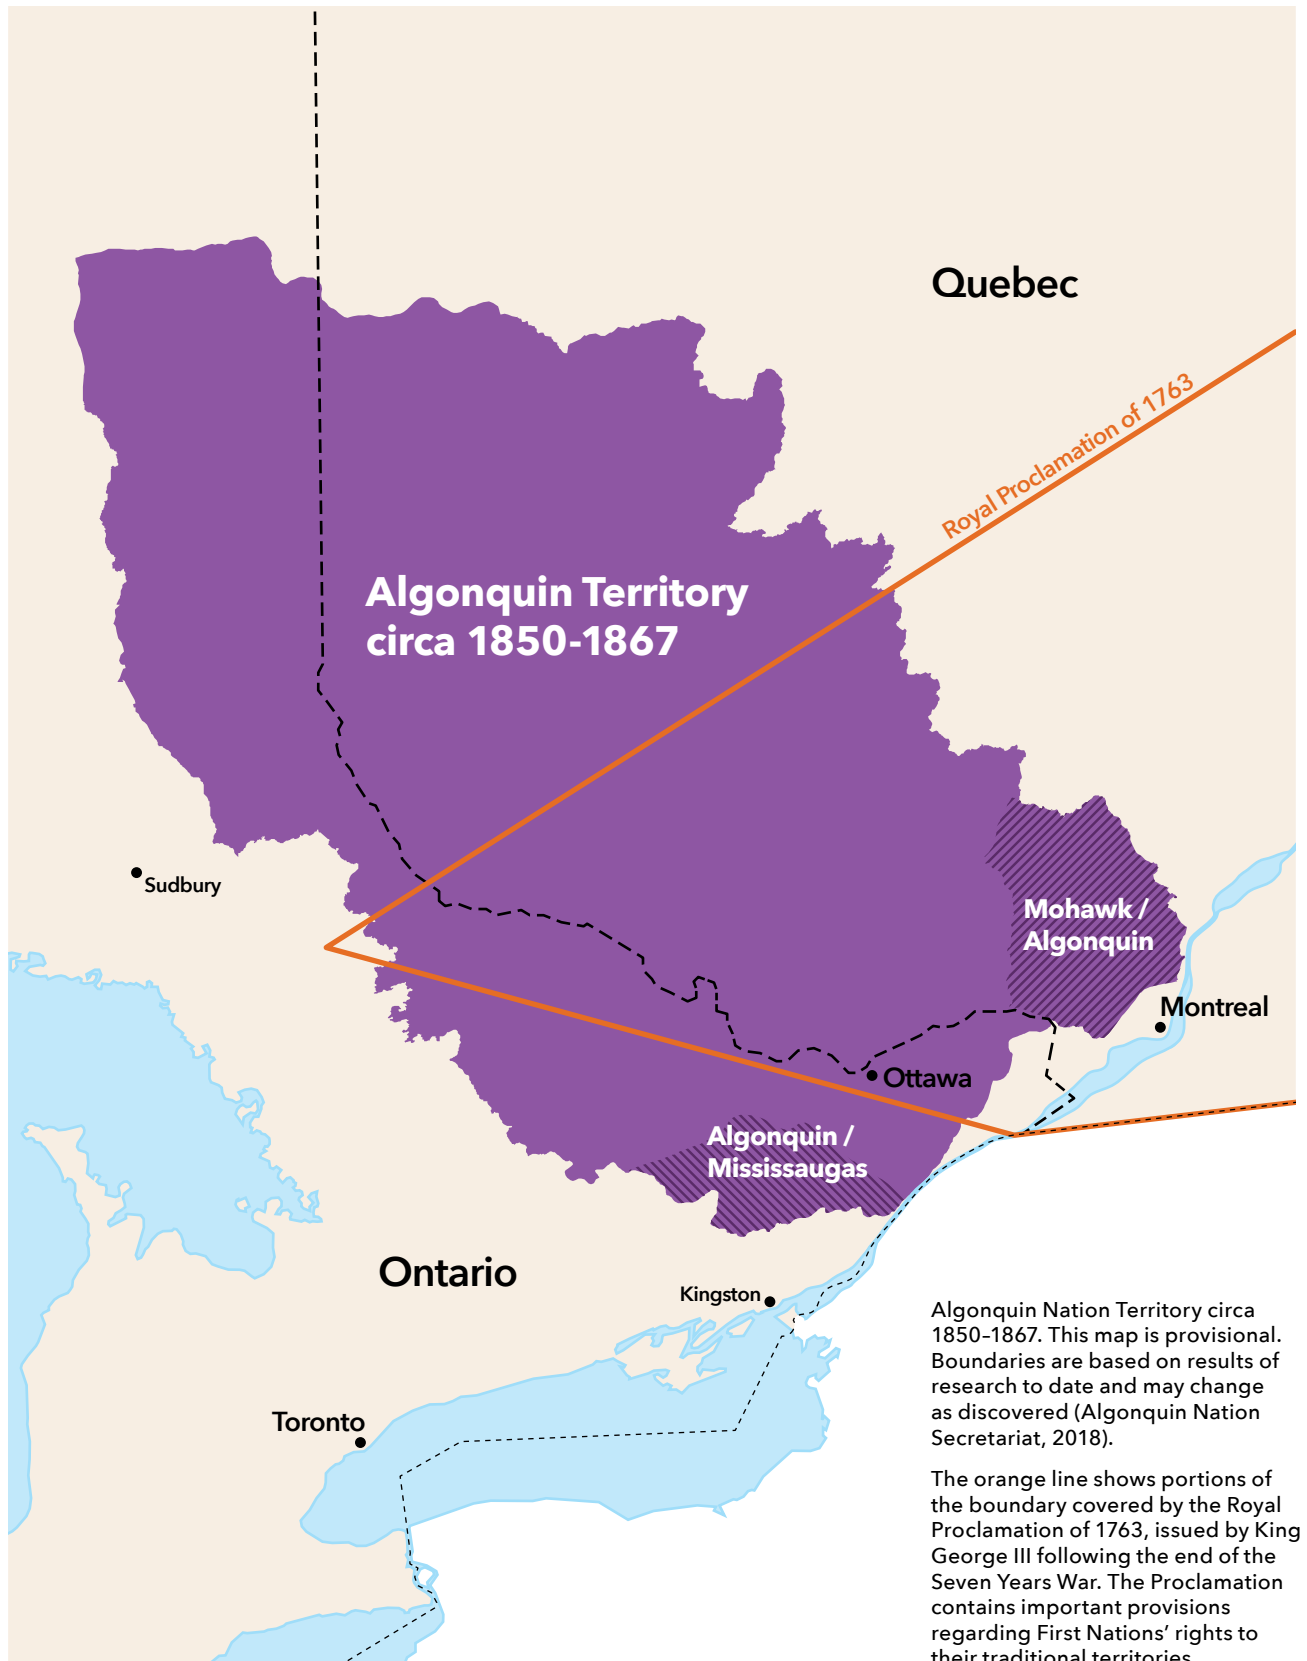 Quebec
Royal Proclamation of 1763
Algonquin Territory
circa 1850-1867
Sudbury
Mohawk /
Algonquin
Montreal
Ottawa
Algonquin /
Mississaugas
Ontario
Kingston
Toronto
Algonquin Nation Territory circa
1850–1867. This map is provisional.
Boundaries are based on results of
research to date and may change
as discovered (Algonquin Nation
Secretariat, 2018).
The orange line shows portions of
the boundary covered by the Royal
Proclamation of 1763, issued by King
George III following the end of the
Seven Years War. The Proclamation
contains important provisions
regarding First Nations’ rights to
their traditional territories